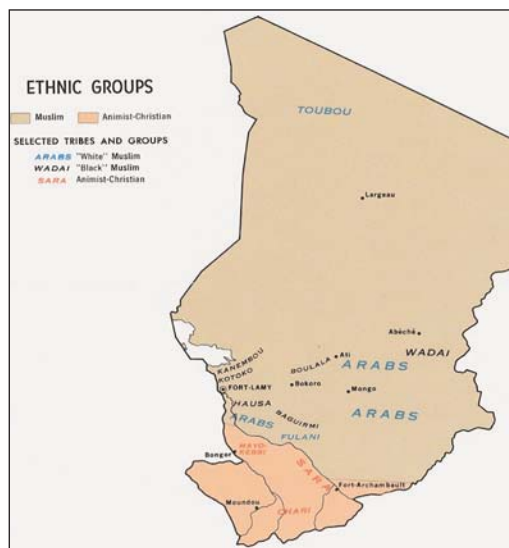 ETHNIC GROUPS
Muslim
Animist-Christian
SELECTED TRIBES AND GROUPS
ARABS "White" Muslim
WADAI "Black" Muslim
SARA Animist-Christian
TOUBOU
Largeau
Abéché
WADAI
KANEMBOU
KOTOKO
BOULALA
Ati
ARABS
FORT-LAMY
Bokoro
Mongo
HAUSA
BAGUIRMI
ARABS
ARABS
FULANI
Bongor
MAYO-
KEBBI
SARA
Fort-Archambault
Moundou
CHARI